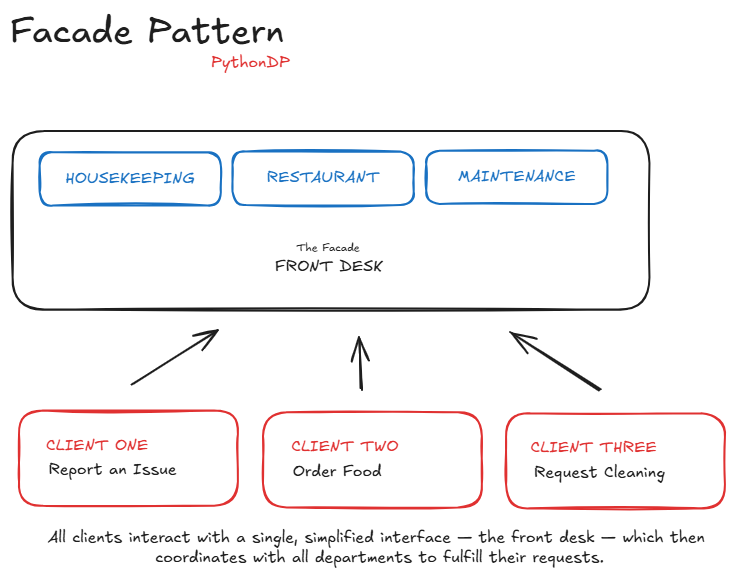 Facade Pattern
PythonDP
HOUSEKEEPING
RESTAURANT
MAINTENANCE
The Facade
FRONT DESK
CLIENT ONE
Report an Issue
CLIENT TWO
Order Food
CLIENT THREE
Request Cleaning
All clients interact with a single, simplified interface — the front desk — which then
coordinates with all departments to fulfill their requests.